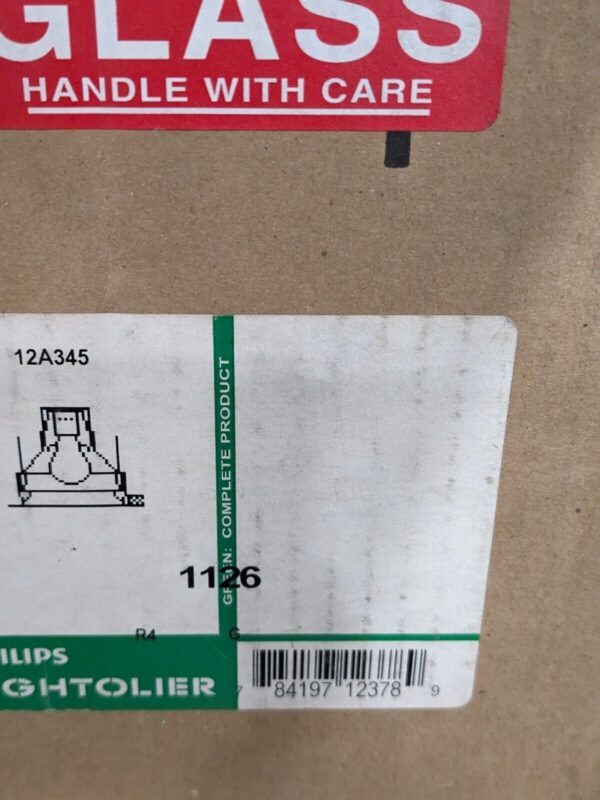 GLASS
HANDLE WITH CARE
12A345
GREEN: COMPLETE PRODUCT
1126
R4 G
ILIPS
GHTOLIER
7 84197 12378 9